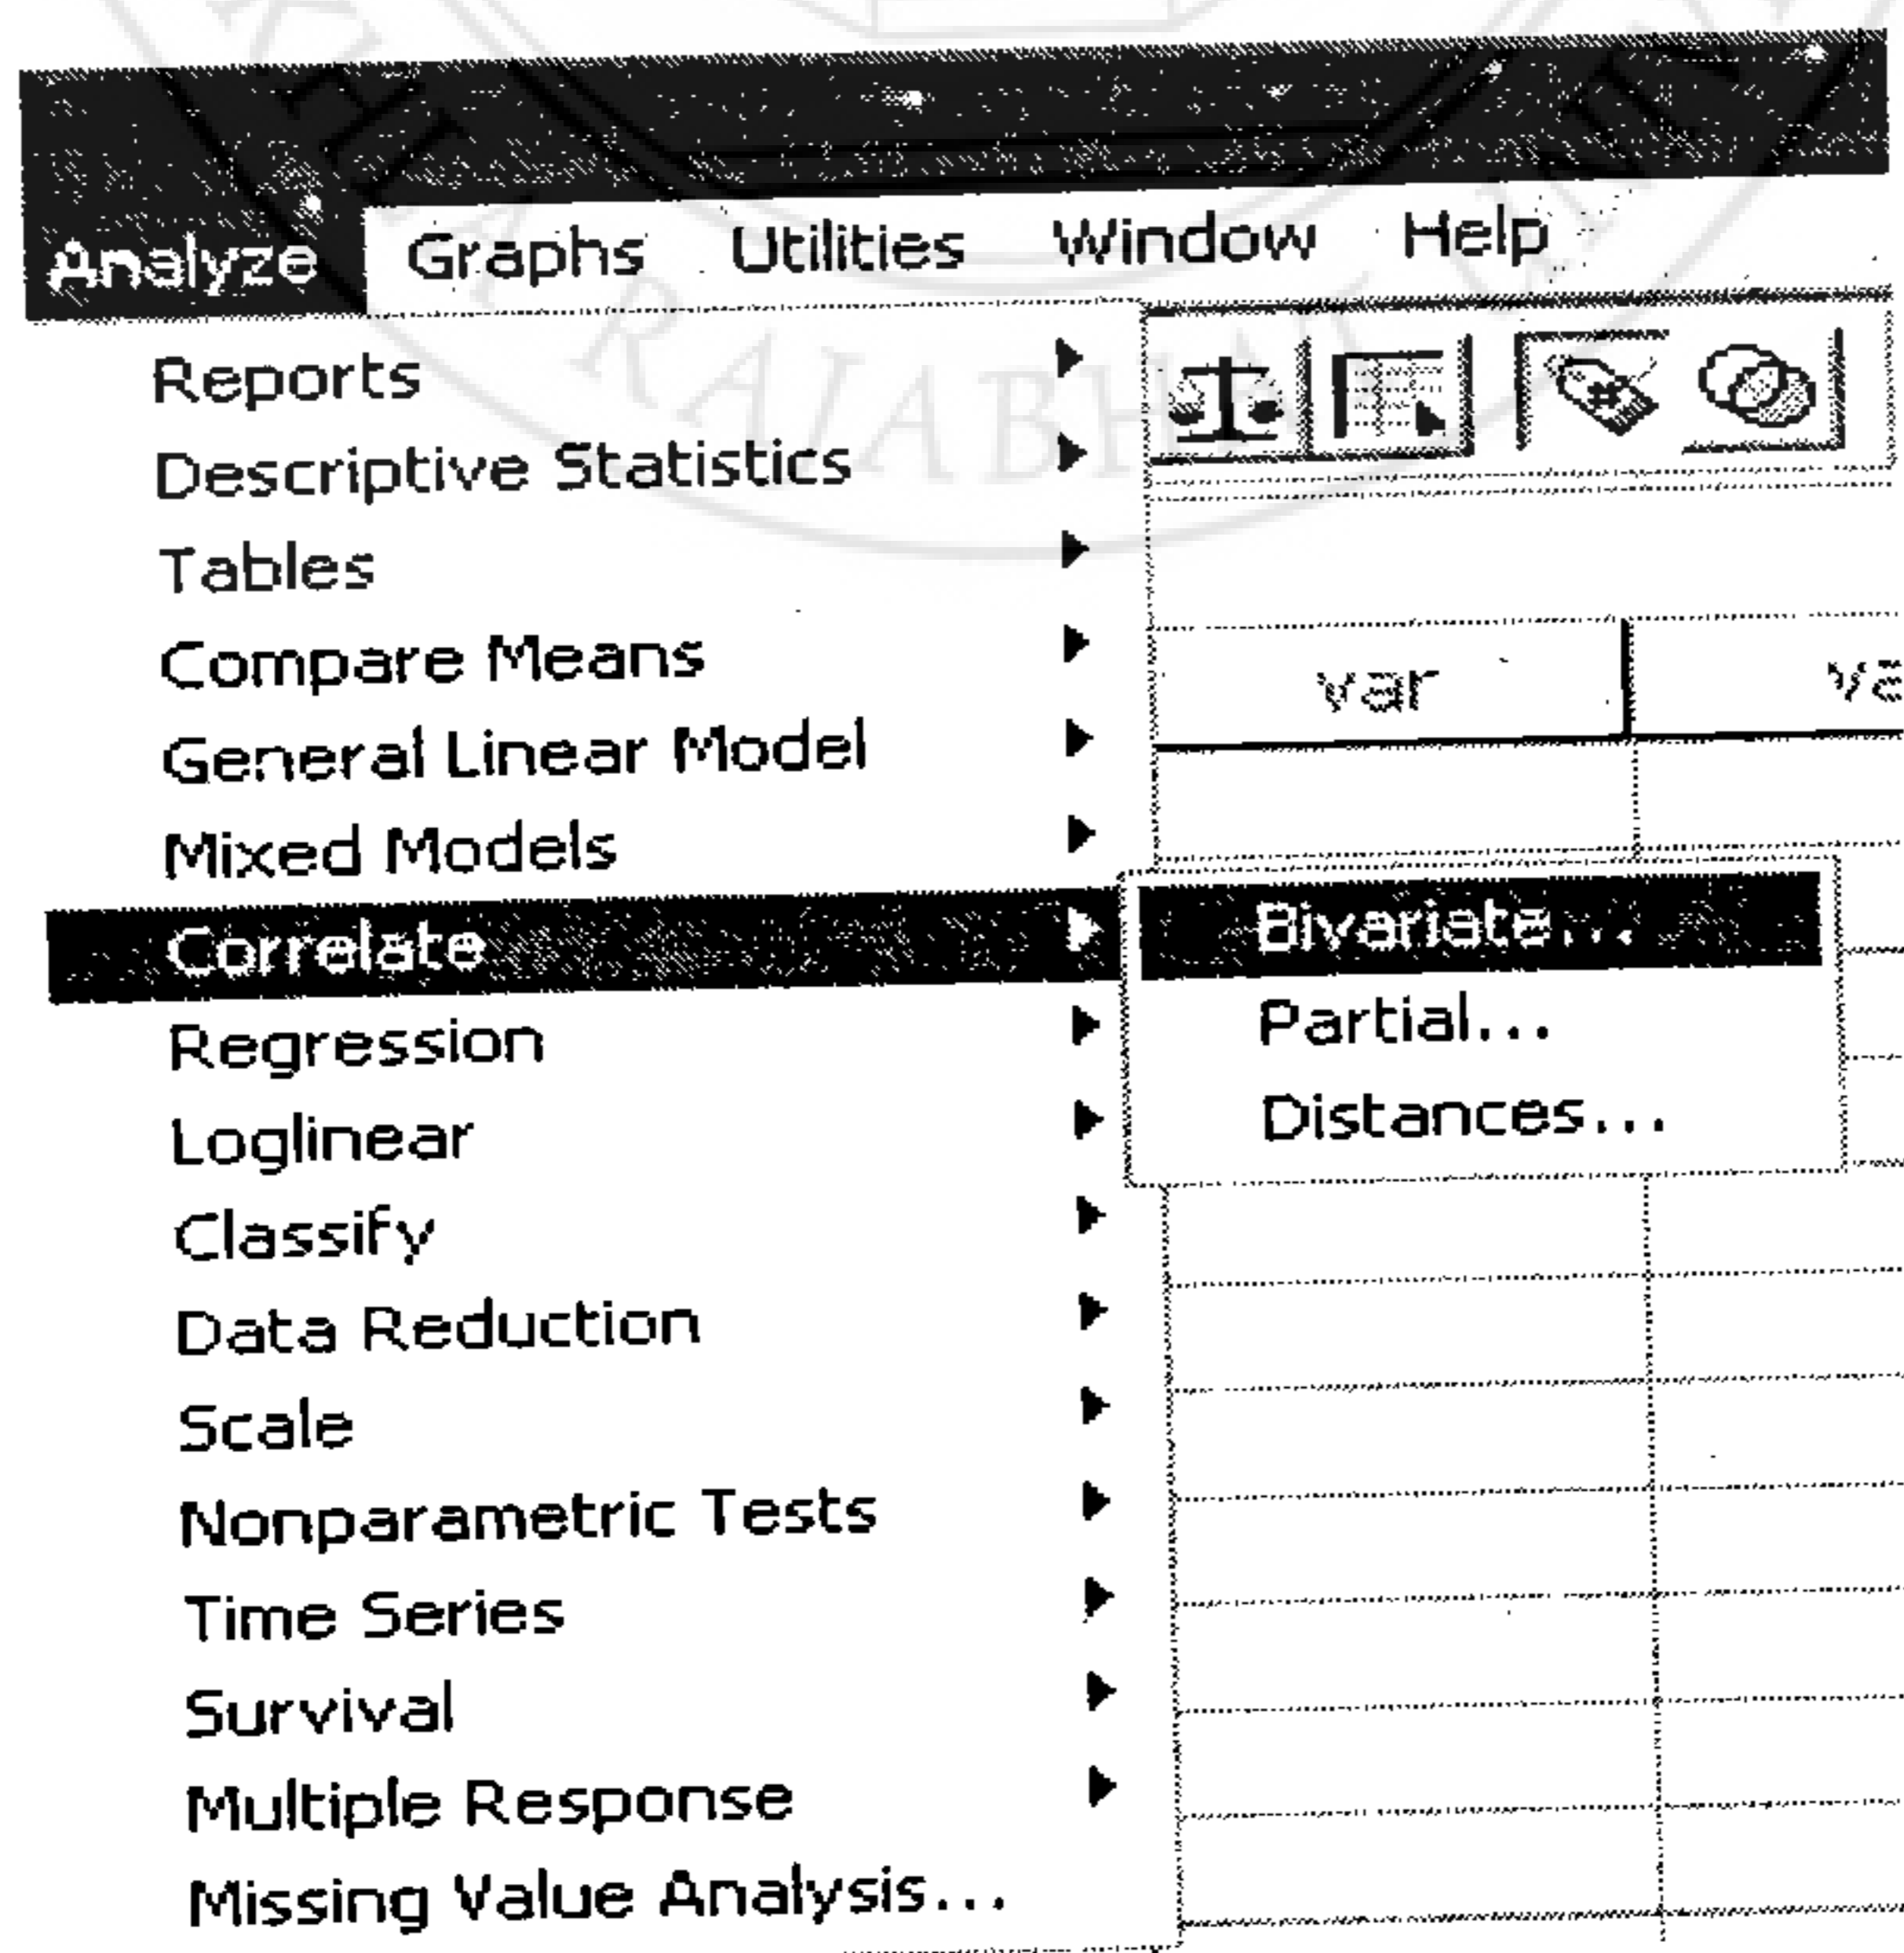 Analyze Graphs Utilities Window Help
Reports
Descriptive Statistics
Tables
Compare Means
var
General Linear Model
Mixed Models
Correlate Bivariate...
Regression Partial...
Loglinear Distances...
Classify
Data Reduction
Scale
Nonparametric Tests
Time Series
Survival
Multiple Response
Missing Value Analysis...
RAJABH